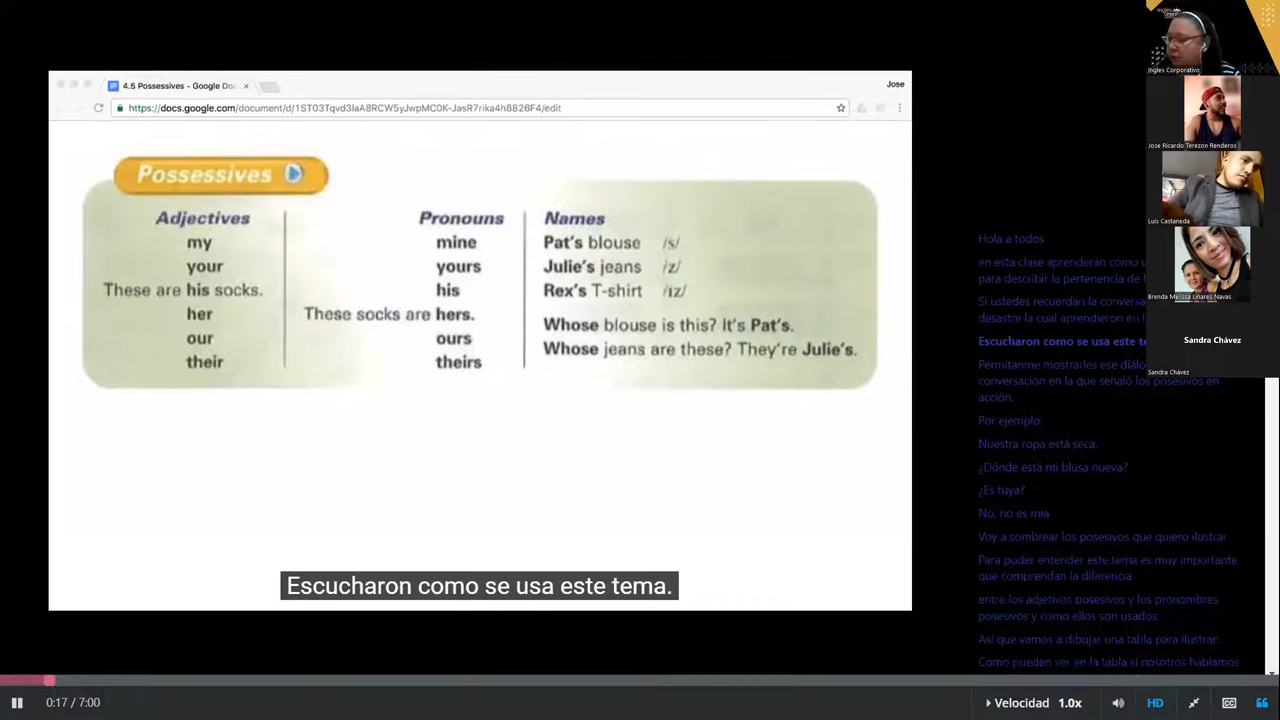 4.5 Possessives - Google Do
Jose
https://docs.google.com/document/d/1ST03Tqvd3laA8RCW5yJwpMC0K-JasR7rika4h8826F4/edit
Possessives
Adjectives
my
your
These are his socks.
her
our
their
Pronouns
mine
yours
his
These socks are hers.
ours
theirs
Names
Pat's blouse /s/
Julie's jeans /z/
Rex's T-shirt /ɪz/
Whose blouse is this? It's Pat's.
Whose jeans are these? They're Julie's.
Escucharon como se usa este tema.
Ingles Corporativo
Jose Ricardo Terezon Renderos
Luis Castaneda
Brenda Melissa Linares Navas
Sandra Chávez
Sandra Chávez
Hola a todos
en esta clase aprenderán cómo u
para describir la pertenencia de l
Si ustedes recuerdan la conversa
desastre la cual aprendieron en l
Escucharon como se usa este te
Permítanme mostrarles ese diálo
conversación en la que señaló los posesivos en
acción.
Por ejemplo:
Nuestra ropa está seca.
¿Dónde está mi blusa nueva?
¿Es tuya?
No, no es mía
Voy a sombrear los posesivos que quiero ilustrar
Para poder entender este tema es muy importante
que comprendan la diferencia
entre los adjetivos posesivos y los pronombres
posesivos y como ellos son usados.
Así que vamos a dibujar una tabla para ilustrar:
Como pueden ver en la tabla si nosotros hablamos
0:17 / 7:00
Velocidad 1.0x
HD
CC